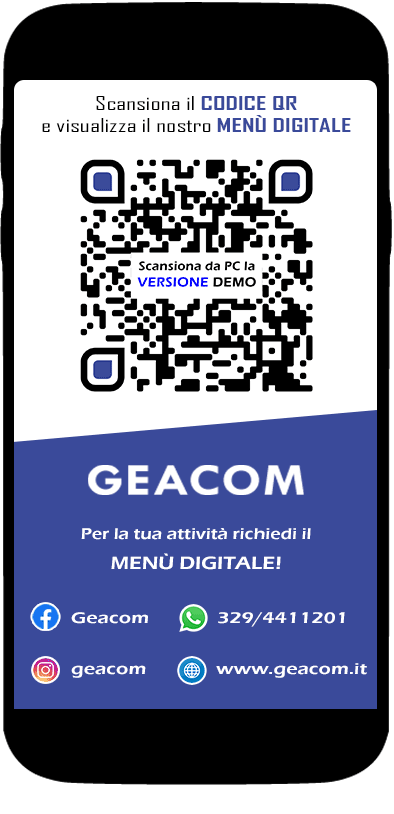 Scansiona il CODICE QR
e visualizza il nostro MENÙ DIGITALE
Scansiona da PC la
VERSIONE DEMO
GEACOM
Per la tua attività richiedi il
MENÙ DIGITALE!
Geacom
329/4411201
geacom
www.geacom.it